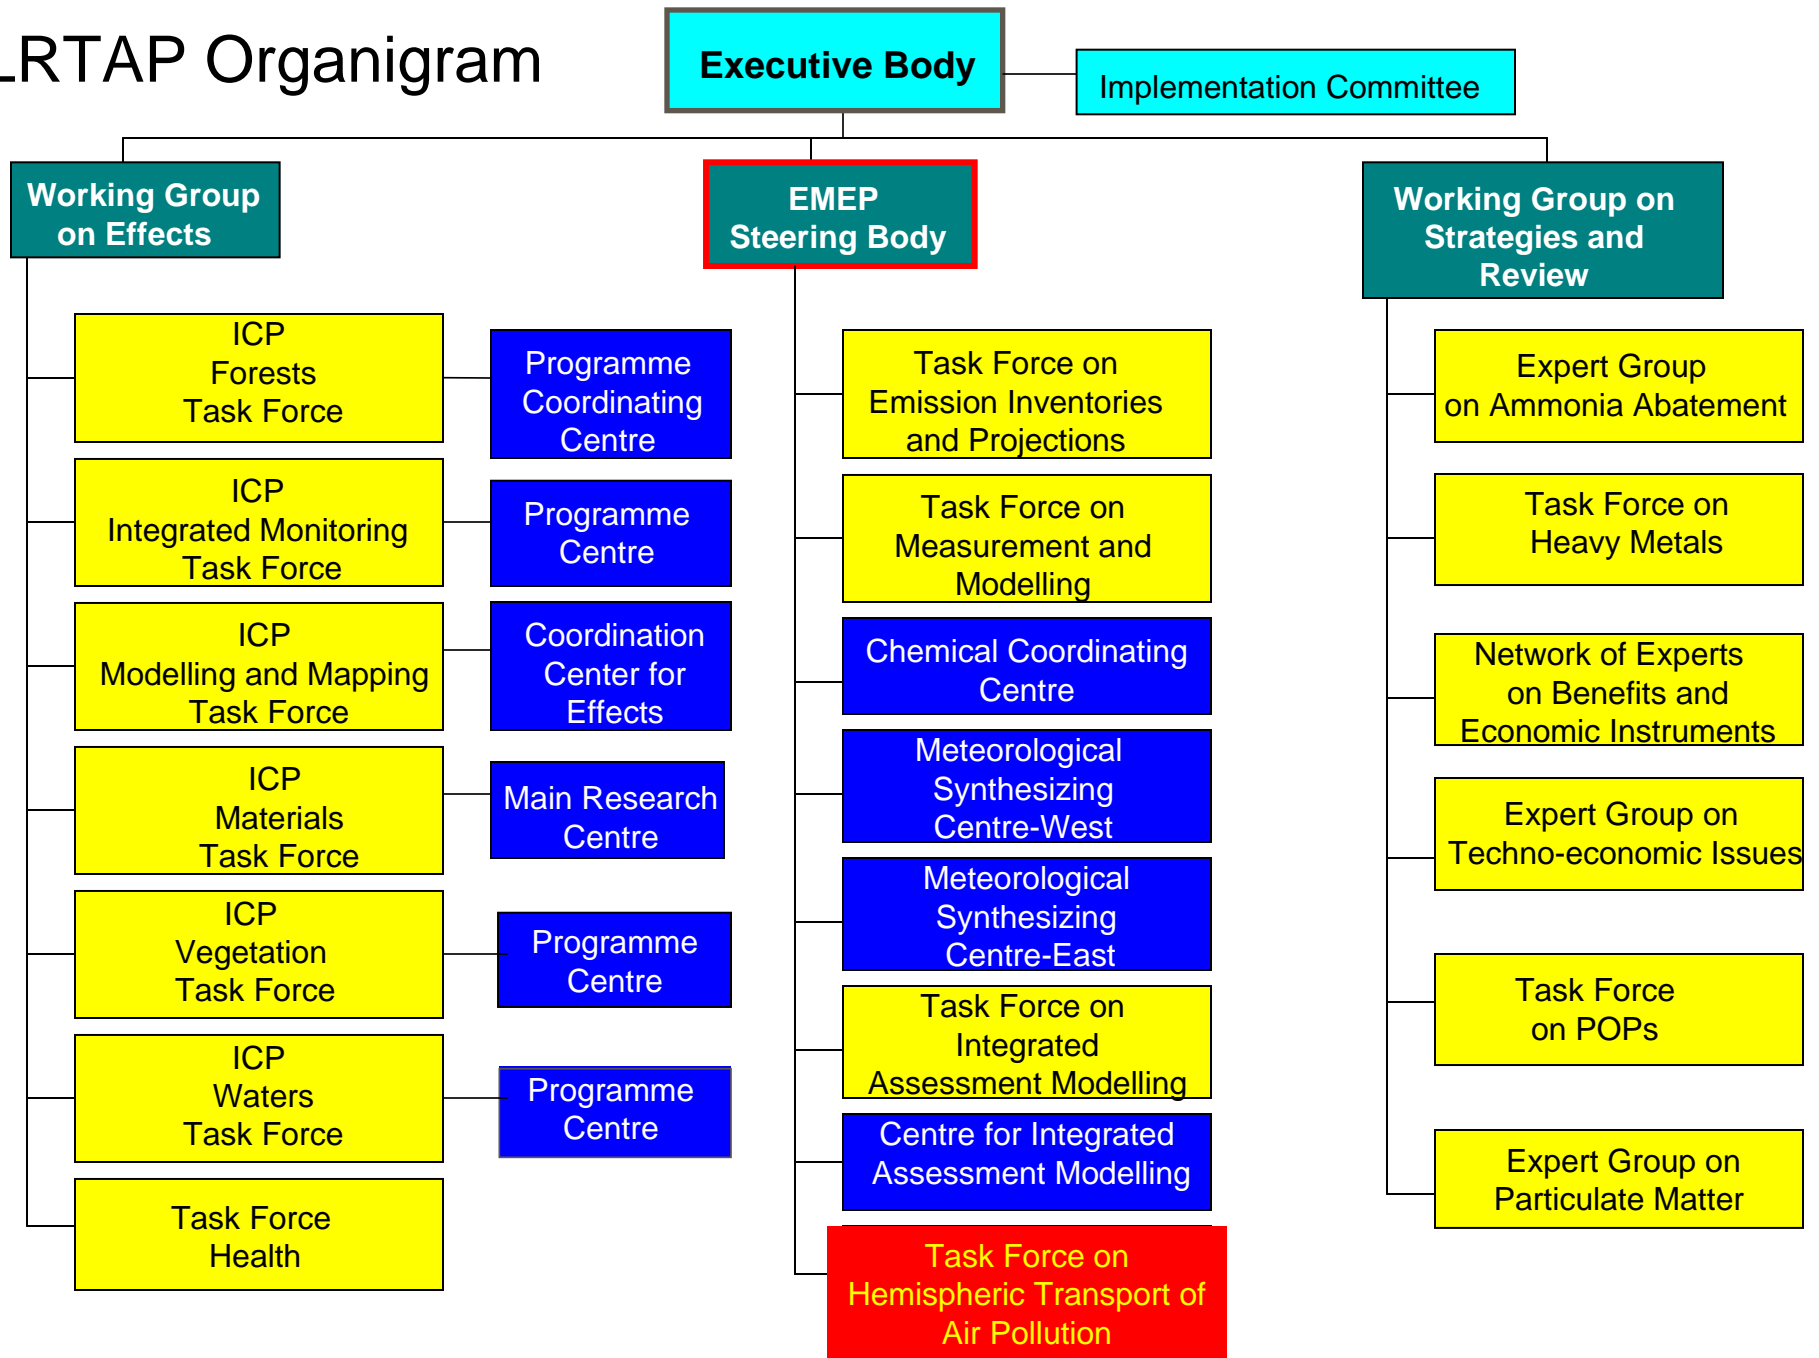 LRTAP Organigram
Executive Body
Implementation Committee
Working Group
on Effects
EMEP
Steering Body
Working Group on
Strategies and
Review
ICP
Forests
Task Force
Programme
Coordinating
Centre
ICP
Integrated Monitoring
Task Force
Programme
Centre
ICP
Modelling and Mapping
Task Force
Coordination
Center for
Effects
ICP
Materials
Task Force
Main Research
Centre
ICP
Vegetation
Task Force
Programme
Centre
ICP
Waters
Task Force
Programme
Centre
Task Force
Health
Task Force on
Emission Inventories
and Projections
Task Force on
Measurement and
Modelling
Chemical Coordinating
Centre
Meteorological
Synthesizing
Centre-West
Meteorological
Synthesizing
Centre-East
Task Force on
Integrated
Assessment Modelling
Centre for Integrated
Assessment Modelling
Task Force on
Hemispheric Transport of
Air Pollution
Expert Group
on Ammonia Abatement
Task Force on
Heavy Metals
Network of Experts
on Benefits and
Economic Instruments
Expert Group on
Techno-economic Issues
Task Force
on POPs
Expert Group on
Particulate Matter